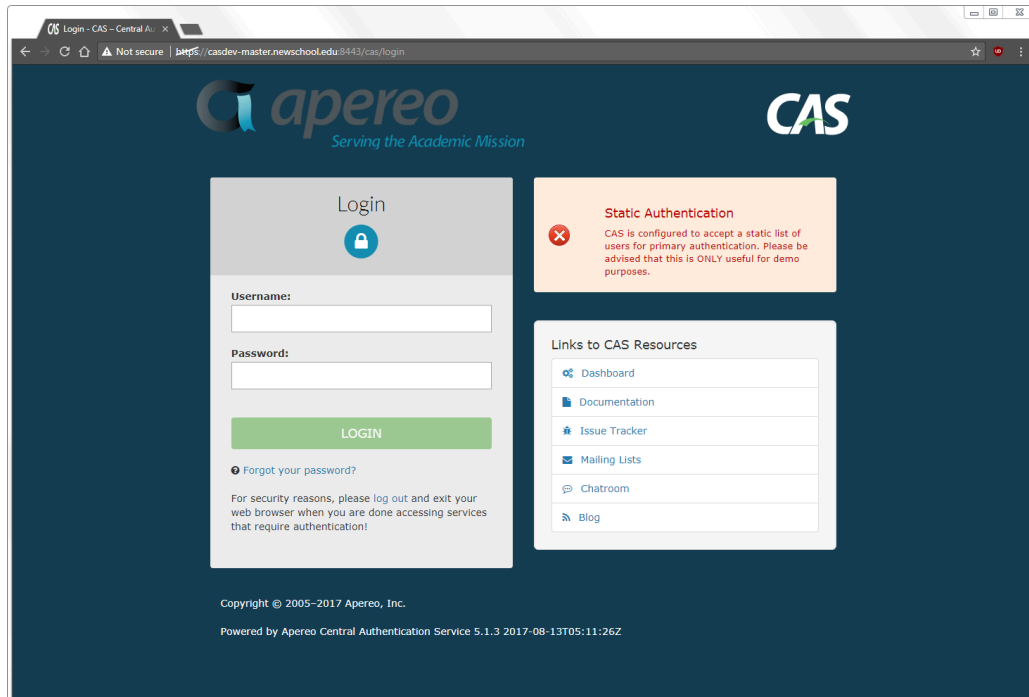 CAS Login - CAS – Central Au
Not secure | https://casdev-master.newschool.edu:8443/cas/login
apereo
Serving the Academic Mission
CAS
Login
Username:
Password:
LOGIN
Forgot your password?
For security reasons, please log out and exit your
web browser when you are done accessing services
that require authentication!
Static Authentication
CAS is configured to accept a static list of
users for primary authentication. Please be
advised that this is ONLY useful for demo
purposes.
Links to CAS Resources
Dashboard
Documentation
Issue Tracker
Mailing Lists
Chatroom
Blog
Copyright © 2005–2017 Apereo, Inc.
Powered by Apereo Central Authentication Service 5.1.3 2017-08-13T05:11:26Z